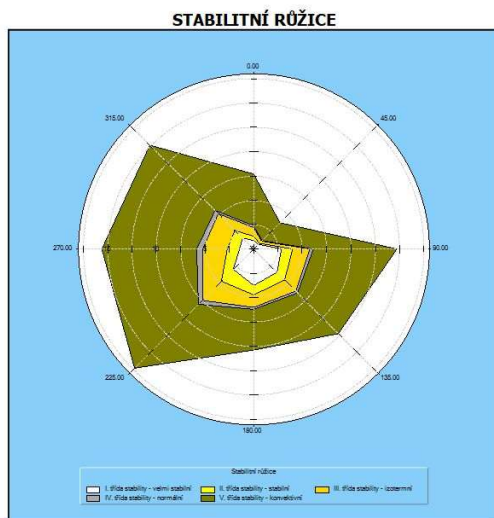 STABILITNÍ RŮŽICE
0.00
315.00
45.00
270.00
90.00
225.00
135.00
180.00
Stabilitní růžice
I. třída stability - velmi stabilní
II. třída stability - stabilní
III. třída stability - izotermní
IV. třída stability - normální
V. třída stability - konvektivní